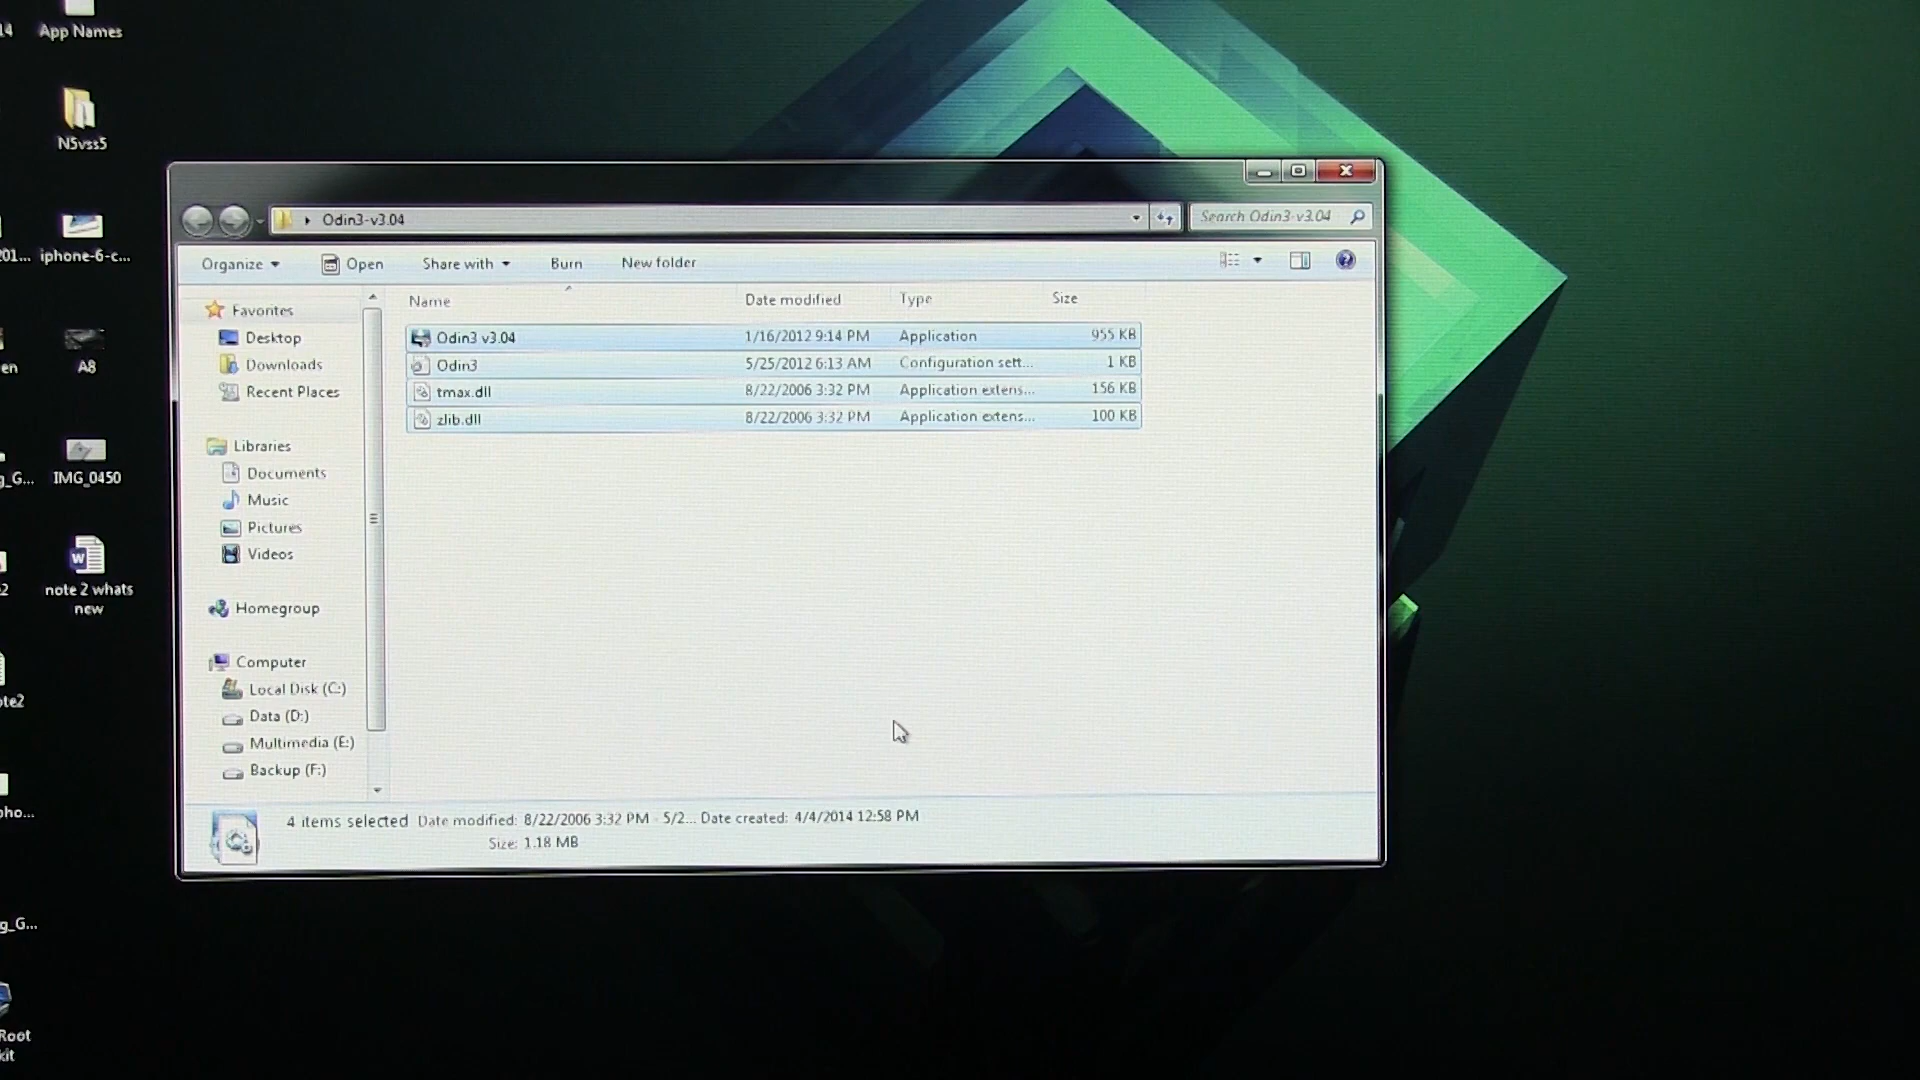 14
App Names
N5vss5
201...
iphone-6-c...
en
A8
g_G...
IMG_0450
note 2 whats
new
g_G...
Root
kit
Odin3-v3.04
Search Odin3-v3.04
Organize
Open
Share with
Burn
New folder
Name
Date modified
Type
Size
Odin3 v3.04 1/16/2012 9:14 PM Application 955 KB
Odin3 5/25/2012 6:13 AM Configuration sett... 1 KB
tmax.dll 8/22/2006 3:32 PM Application extens... 156 KB
zlib.dll 8/22/2006 3:32 PM Application extens... 100 KB
Favorites
Desktop
Downloads
Recent Places
Libraries
Documents
Music
Pictures
Videos
Homegroup
Computer
Local Disk (C:)
Data (D:)
Multimedia (E:)
Backup (F:)
4 items selected Date modified: 8/22/2006 3:32 PM - 5/2... Date created: 4/4/2014 12:58 PM
Size: 1.18 MB